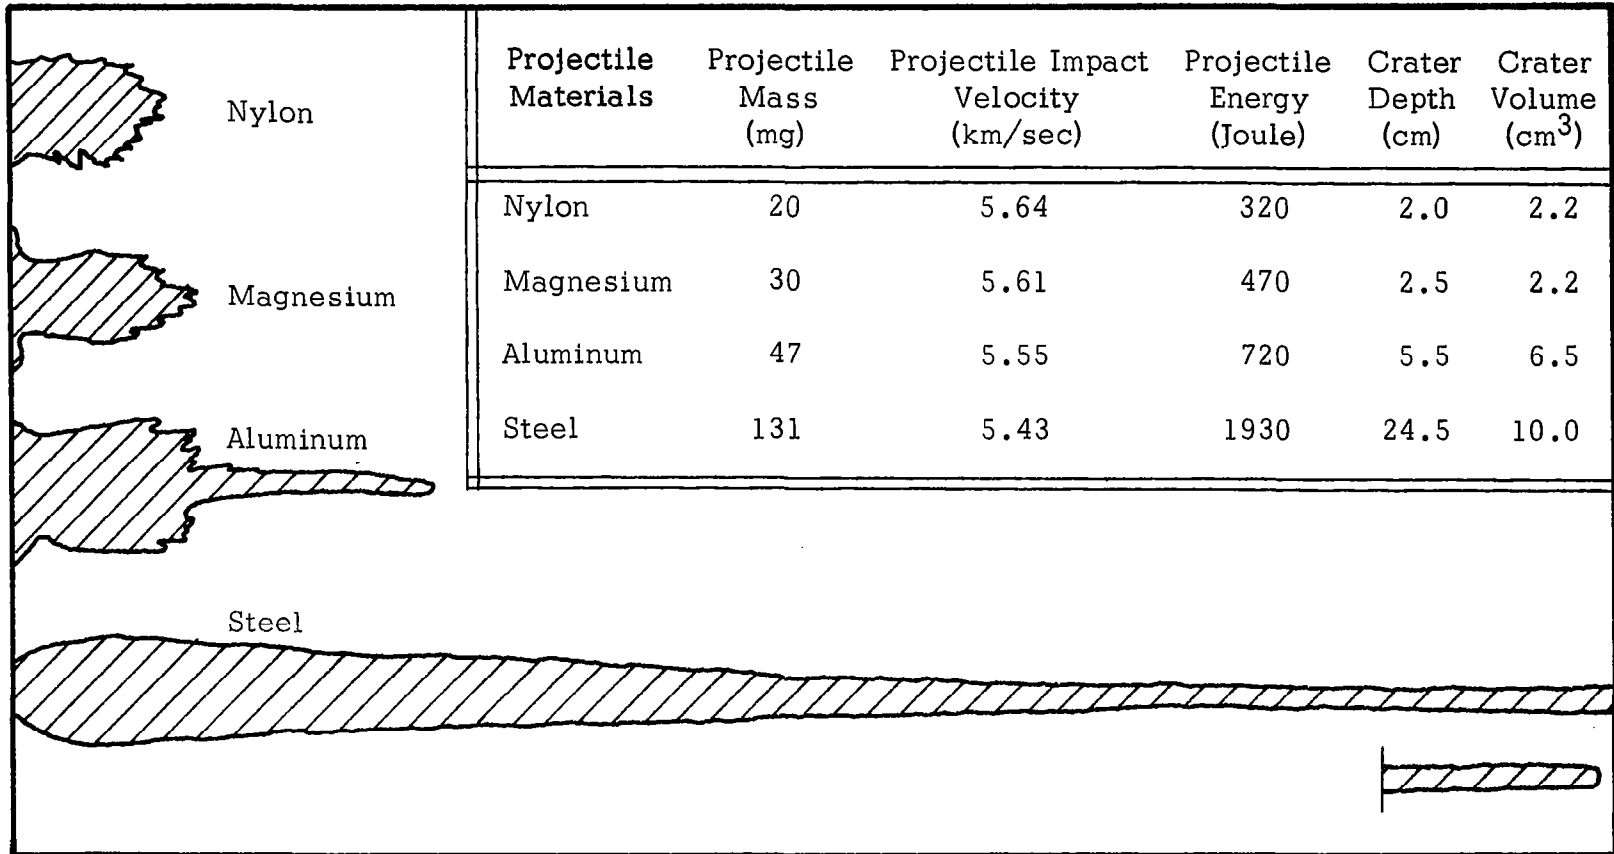 Nylon
Magnesium
Aluminum
Steel
Projectile Projectile Projectile Impact Projectile Crater Crater
Materials Mass Velocity Energy Depth Volume
(mg) (km/sec) (Joule) (cm) (cm³)
Nylon 20 5.64 320 2.0 2.2
Magnesium 30 5.61 470 2.5 2.2
Aluminum 47 5.55 720 5.5 6.5
Steel 131 5.43 1930 24.5 10.0